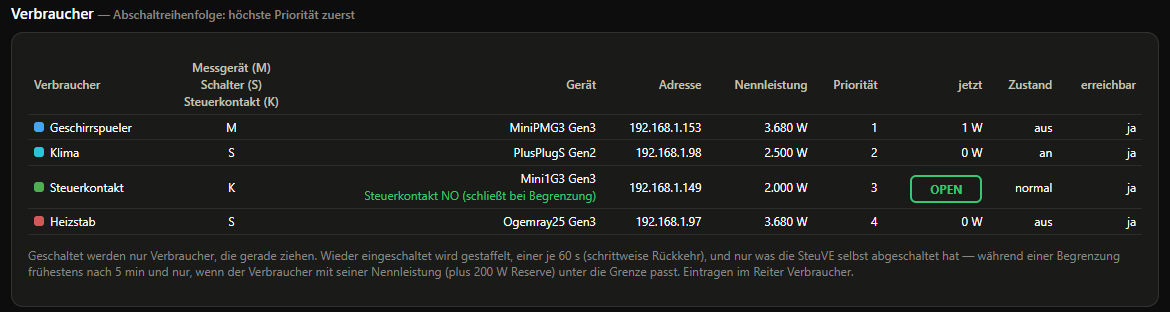 Verbraucher — Abschaltreihenfolge: höchste Priorität zuerst
Verbraucher Messgerät (M) Schalter (S) Steuerkontakt (K) Gerät Adresse Nennleistung Priorität jetzt Zustand erreichbar
Geschirrspueler M MiniPMG3 Gen3 192.168.1.153 3.680 W 1 1 W aus ja
Klima S PlusPlugS Gen2 192.168.1.98 2.500 W 2 0 W an ja
Steuerkontakt K Mini1G3 Gen3 192.168.1.149 2.000 W 3 OPEN normal ja
Steuerkontakt NO (schließt bei Begrenzung)
Heizstab S Ogemray25 Gen3 192.168.1.97 3.680 W 4 0 W aus ja
Geschaltet werden nur Verbraucher, die gerade ziehen. Wieder eingeschaltet wird gestaffelt, einer je 60 s (schrittweise Rückkehr), und nur was die SteuVE selbst abgeschaltet hat — während einer Begrenzung
frühestens nach 5 min und nur, wenn der Verbraucher mit seiner Nennleistung (plus 200 W Reserve) unter die Grenze passt. Eintragen im Reiter Verbraucher.